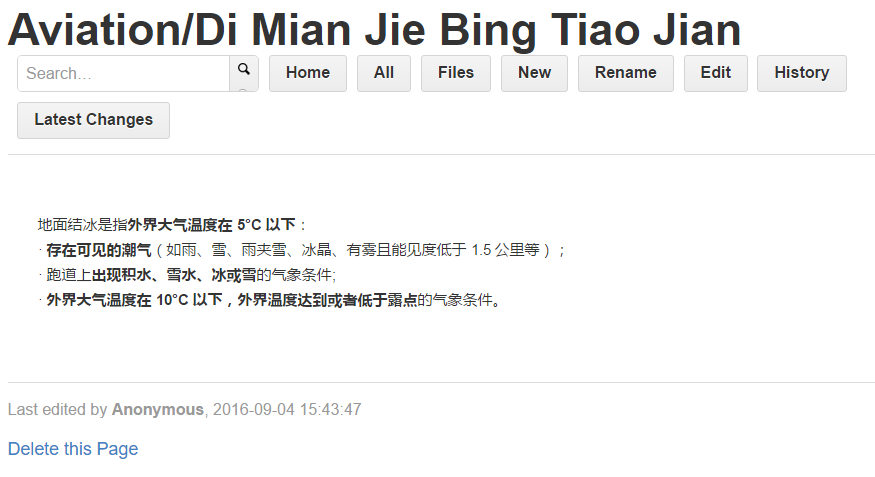 Aviation/Di Mian Jie Bing Tiao Jian
Search...
Home
All
Files
New
Rename
Edit
History
Latest Changes
地面结冰是指外界大气温度在 5°C 以下：
· 存在可见的潮气（如雨、雪、雨夹雪、冰晶、有雾且能见度低于 1.5 公里等）；
· 跑道上出现积水、雪水、冰或雪的气象条件;
· 外界大气温度在 10°C 以下，外界温度达到或者低于露点的气象条件。
Last edited by Anonymous, 2016-09-04 15:43:47
Delete this Page